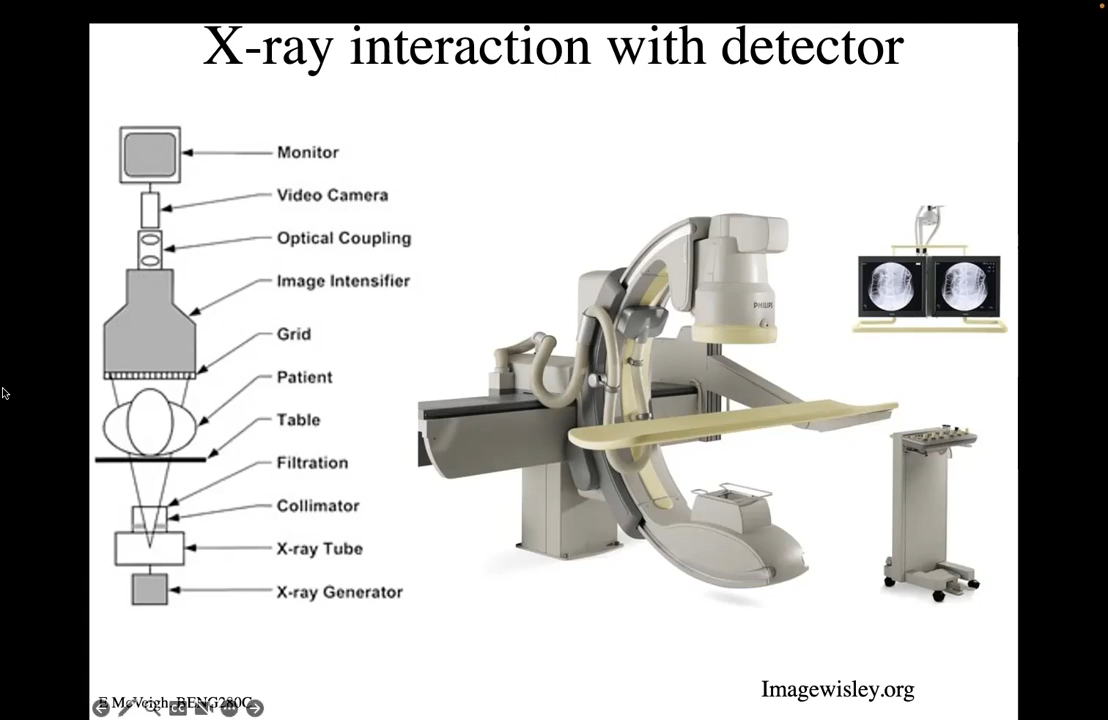 X-ray interaction with detector
Monitor
Video Camera
Optical Coupling
Image Intensifier
Grid
Patient
Table
Filtration
Collimator
X-ray Tube
X-ray Generator
PHILIPS
Imagewisley.org
E McVeigh, BENG280C